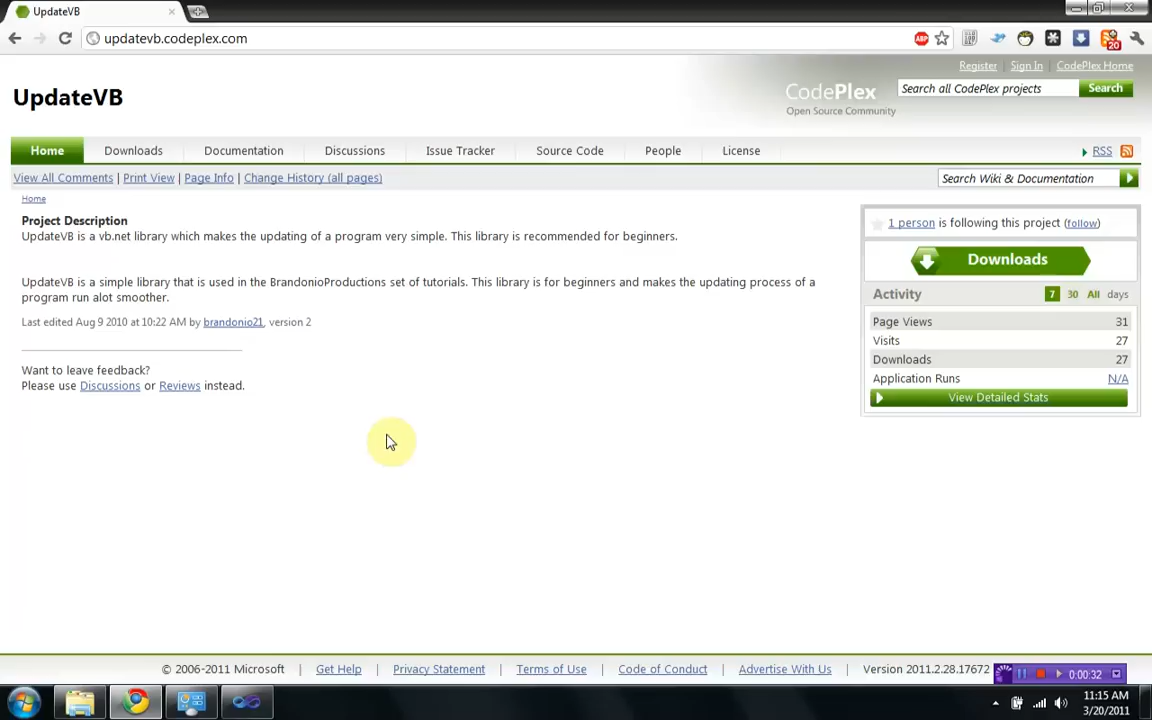 UpdateVB
updatevb.codeplex.com
ABP
20
Register | Sign In | CodePlex Home
UpdateVB
CodePlex
Open Source Community
Search all CodePlex projects
Search
Home
Downloads
Documentation
Discussions
Issue Tracker
Source Code
People
License
RSS
View All Comments | Print View | Page Info | Change History (all pages)
Search Wiki & Documentation
Home
Project Description
UpdateVB is a vb.net library which makes the updating of a program very simple. This library is recommended for beginners.
UpdateVB is a simple library that is used in the BrandonioProductions set of tutorials. This library is for beginners and makes the updating process of a
program run alot smoother.
Last edited Aug 9 2010 at 10:22 AM by brandonio21, version 2
Want to leave feedback?
Please use Discussions or Reviews instead.
1 person is following this project (follow)
Downloads
Activity
7 30 All days
Page Views 31
Visits 27
Downloads 27
Application Runs N/A
View Detailed Stats
© 2006-2011 Microsoft | Get Help | Privacy Statement | Terms of Use | Code of Conduct | Advertise With Us | Version 2011.2.28.17672
0:00:32
11:15 AM
3/20/2011